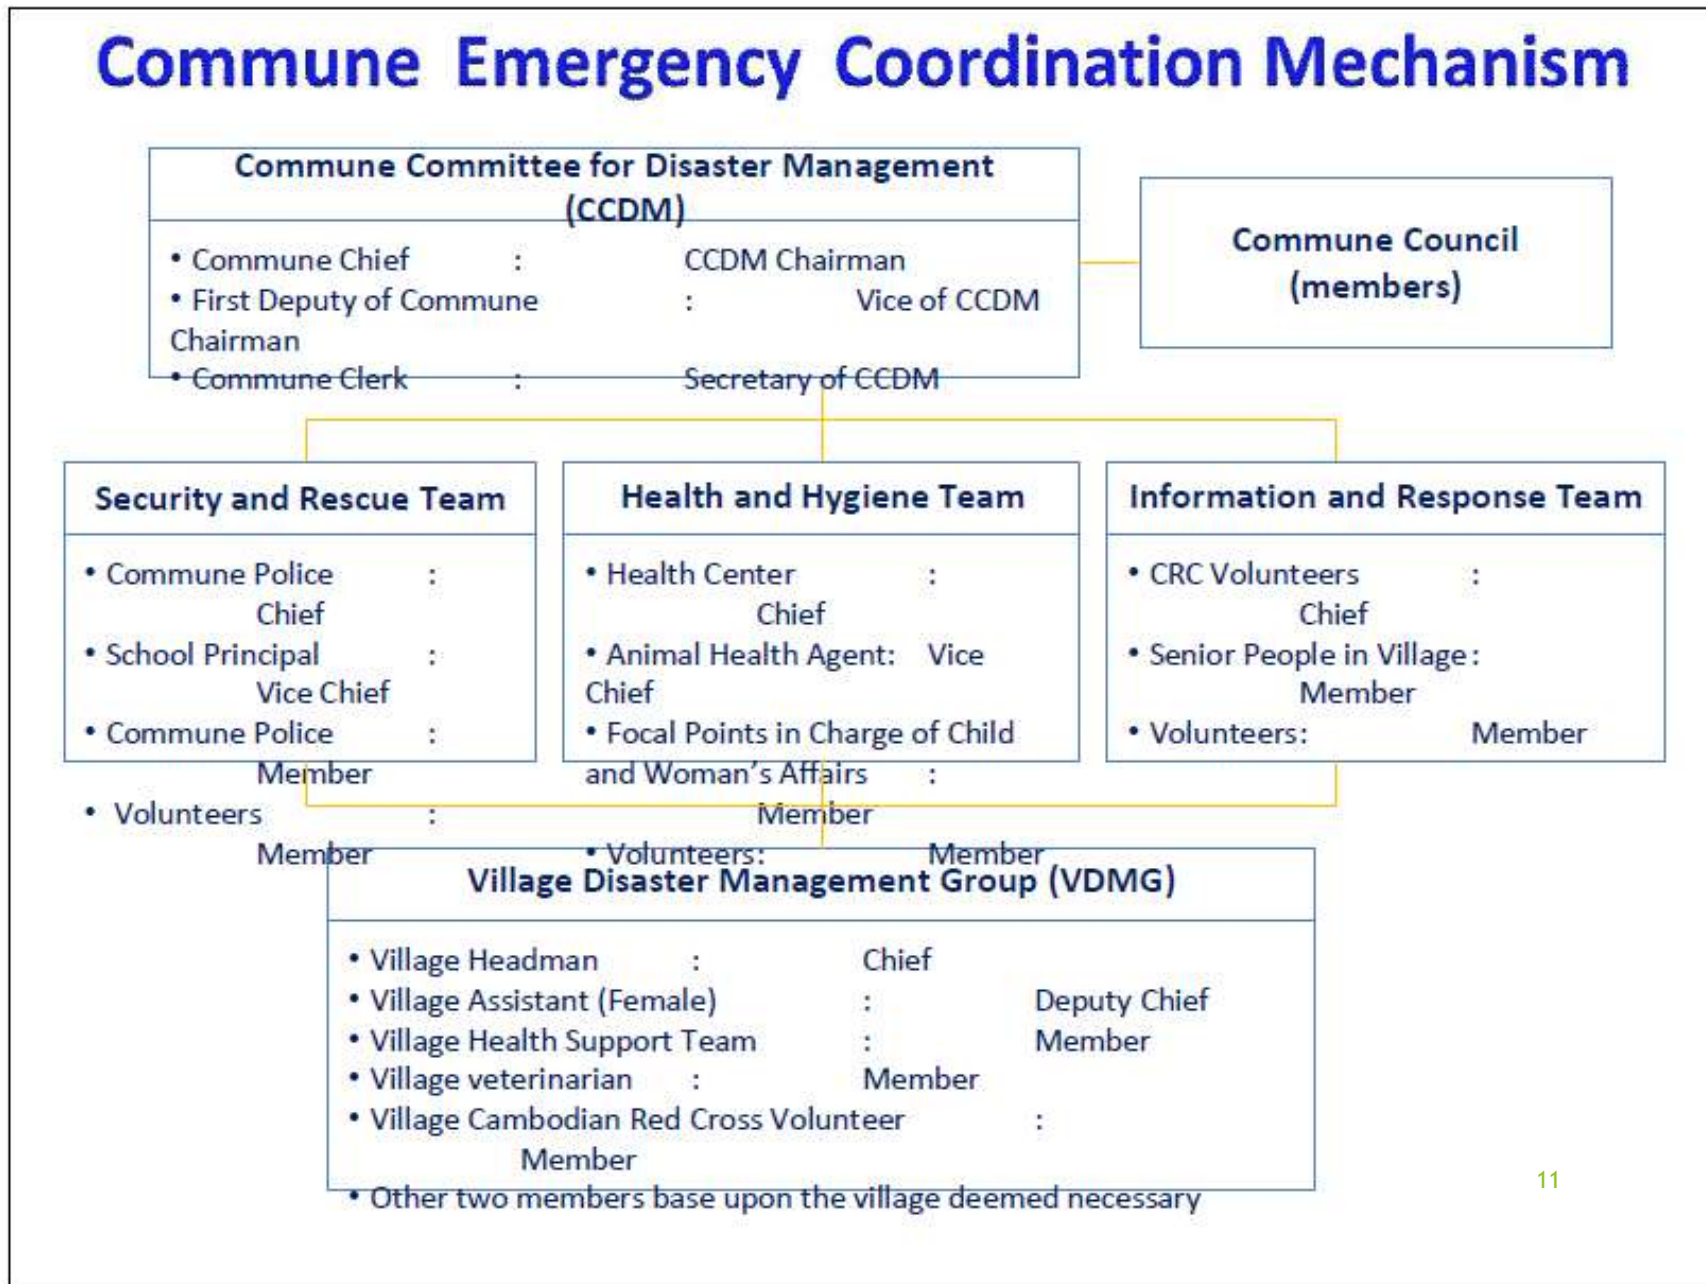 Commune Emergency Coordination Mechanism
Commune Committee for Disaster Management
(CCDM)
• Commune Chief : CCDM Chairman
• First Deputy of Commune : Vice of CCDM
Chairman
• Commune Clerk : Secretary of CCDM
Commune Council
(members)
Security and Rescue Team
• Commune Police :
Chief
• School Principal :
Vice Chief
• Commune Police :
Member
• Volunteers :
Member
Health and Hygiene Team
• Health Center :
Chief
• Animal Health Agent: Vice
Chief
• Focal Points in Charge of Child
and Woman’s Affairs :
Member
• Volunteers: Member
Information and Response Team
• CRC Volunteers :
Chief
• Senior People in Village :
Member
• Volunteers: Member
Village Disaster Management Group (VDMG)
• Village Headman : Chief
• Village Assistant (Female) : Deputy Chief
• Village Health Support Team : Member
• Village veterinarian : Member
• Village Cambodian Red Cross Volunteer :
Member
• Other two members base upon the village deemed necessary
11